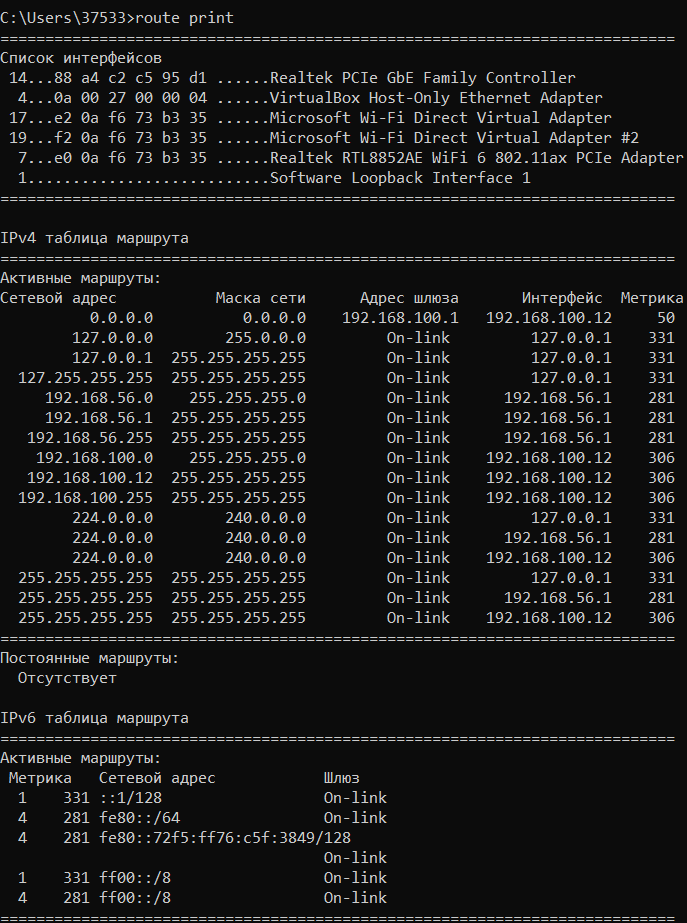 C:\Users\37533>route print
===========================================================================
Список интерфейсов
 14...88 a4 c2 c5 95 d1 ......Realtek PCIe GbE Family Controller
  4...0a 00 27 00 00 04 ......VirtualBox Host-Only Ethernet Adapter
 17...e2 0a f6 73 b3 35 ......Microsoft Wi-Fi Direct Virtual Adapter
 19...f2 0a f6 73 b3 35 ......Microsoft Wi-Fi Direct Virtual Adapter #2
  7...e0 0a f6 73 b3 35 ......Realtek RTL8852AE WiFi 6 802.11ax PCIe Adapter
  1...........................Software Loopback Interface 1
===========================================================================

IPv4 таблица маршрута
===========================================================================
Активные маршруты:
Сетевой адрес           Маска сети      Адрес шлюза       Интерфейс  Метрика
          0.0.0.0          0.0.0.0    192.168.100.1   192.168.100.12     50
        127.0.0.0        255.0.0.0         On-link         127.0.0.1    331
        127.0.0.1  255.255.255.255         On-link         127.0.0.1    331
  127.255.255.255  255.255.255.255         On-link         127.0.0.1    331
     192.168.56.0    255.255.255.0         On-link      192.168.56.1    281
     192.168.56.1  255.255.255.255         On-link      192.168.56.1    281
   192.168.56.255  255.255.255.255         On-link      192.168.56.1    281
    192.168.100.0    255.255.255.0         On-link    192.168.100.12    306
   192.168.100.12  255.255.255.255         On-link    192.168.100.12    306
  192.168.100.255  255.255.255.255         On-link    192.168.100.12    306
        224.0.0.0        240.0.0.0         On-link         127.0.0.1    331
        224.0.0.0        240.0.0.0         On-link      192.168.56.1    281
        224.0.0.0        240.0.0.0         On-link    192.168.100.12    306
  255.255.255.255  255.255.255.255         On-link         127.0.0.1    331
  255.255.255.255  255.255.255.255         On-link      192.168.56.1    281
  255.255.255.255  255.255.255.255         On-link    192.168.100.12    306
===========================================================================
Постоянные маршруты:
  Отсутствует

IPv6 таблица маршрута
===========================================================================
Активные маршруты:
 Метрика   Сетевой адрес            Шлюз
  1    331 ::1/128                  On-link
  4    281 fe80::/64                On-link
  4    281 fe80::72f5:ff76:c5f:3849/128
                                    On-link
  1    331 ff00::/8                 On-link
  4    281 ff00::/8                 On-link
===========================================================================